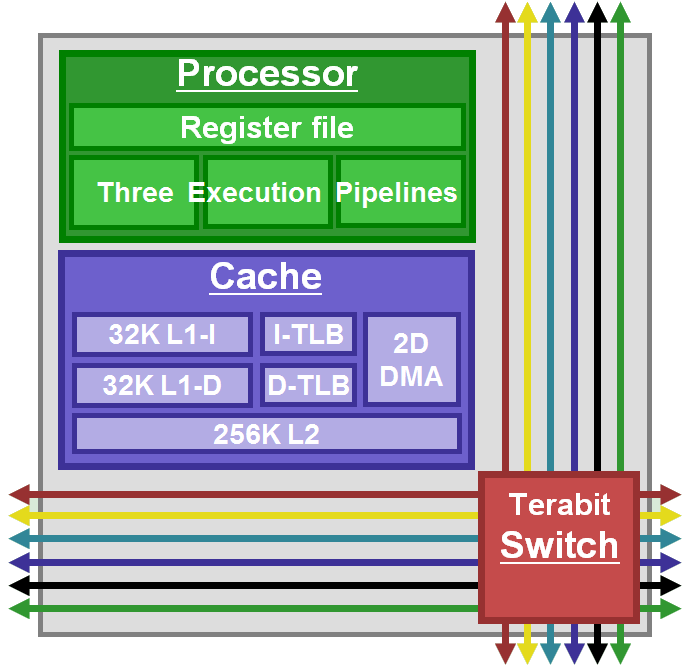 Processor
Register file
Three Execution Pipelines
Cache
32K L1-I
I-TLB
2D
DMA
32K L1-D
D-TLB
256K L2
Terabit
Switch